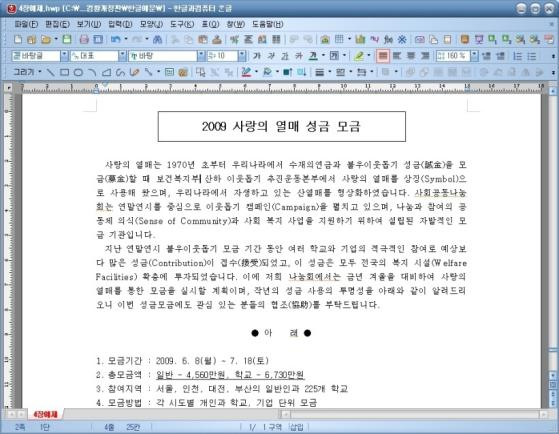 4장예제.hwp [C:₩...컴활개정판₩한글예문₩] - 한글과컴퓨터 흔글
파일(F) 편집(E) 보기(U) 입력(D) 모양(J) 도구(K) 표(Q) 창(W) 도움말(H)
바탕글 대표 바탕 10 160 %
그리기
2009 사랑의 열매 성금 모금
사랑의 열매는 1970년 초부터 우리나라에서 수재의연금과 불우이웃돕기 성금(誠金)을 모
금(募金)할 때 보건복지부 산하 이웃돕기 추진운동본부에서 사랑의 열매를 상징(Symbol)으
로 사용해 왔으며, 우리나라에서 자생하고 있는 산열매를 형상화하였습니다. 사회공동나눔
회는 연말연시를 중심으로 이웃돕기 캠페인(Campaign)을 펼치고 있으며, 나눔과 참여의 공
동체 의식(Sense of Community)과 사회 복지 사업을 지원하기 위하여 설립된 자발적인 모
금 기관입니다.
지난 연말연시 불우이웃돕기 모금 기간 동안 여러 학교와 기업의 적극적인 참여로 예상보
다 많은 성금(Contribution)이 접수(接受)되었고, 이 성금은 모두 전국의 복지 시설(Welfare
Facilities) 확충에 투자되었습니다. 이에 저희 나눔회에서는 금년 겨울을 대비하여 사랑의
열매를 통한 모금을 실시할 계획이며, 작년의 성금 사용의 투명성을 아래와 같이 알려드리
오니 이번 성금모금에도 관심 있는 분들의 협조(協助)를 부탁드립니다.
● 아 래 ●
1. 모금기간 : 2009. 6. 8(월) ~ 7. 18(토)
2. 총모금액 : 일반 - 4,560만원, 학교 - 6,730만원
3. 참여지역 : 서울, 인천, 대전, 부산의 일반인과 225개 학교
4. 모금방법 : 각 시도별 개인과 학교, 기업 단위 모금
4장예제
2쪽 1단 4줄 25칸 1/ 1 구역 삽입